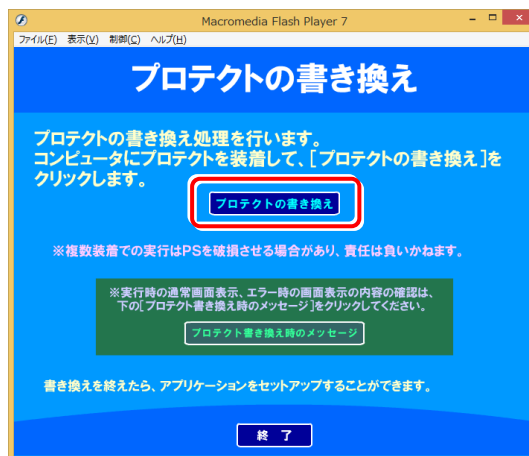 Macromedia Flash Player 7
ファイル(F) 表示(V) 制御(C) ヘルプ(H)
プロテクトの書き換え
プロテクトの書き換え処理を行います。
コンピュータにプロテクトを装着して、[プロテクトの書き換え]を
クリックします。
プロテクトの書き換え
※複数装着での実行はPSを破損させる場合があり、責任は負いかねます。
※実行時の通常画面表示、エラー時の画面表示の内容の確認は、
下の[プロテクト書き換え時のメッセージ]をクリックしてください。
プロテクト書き換え時のメッセージ
書き換えを終えたら、アプリケーションをセットアップすることができます。
終 了